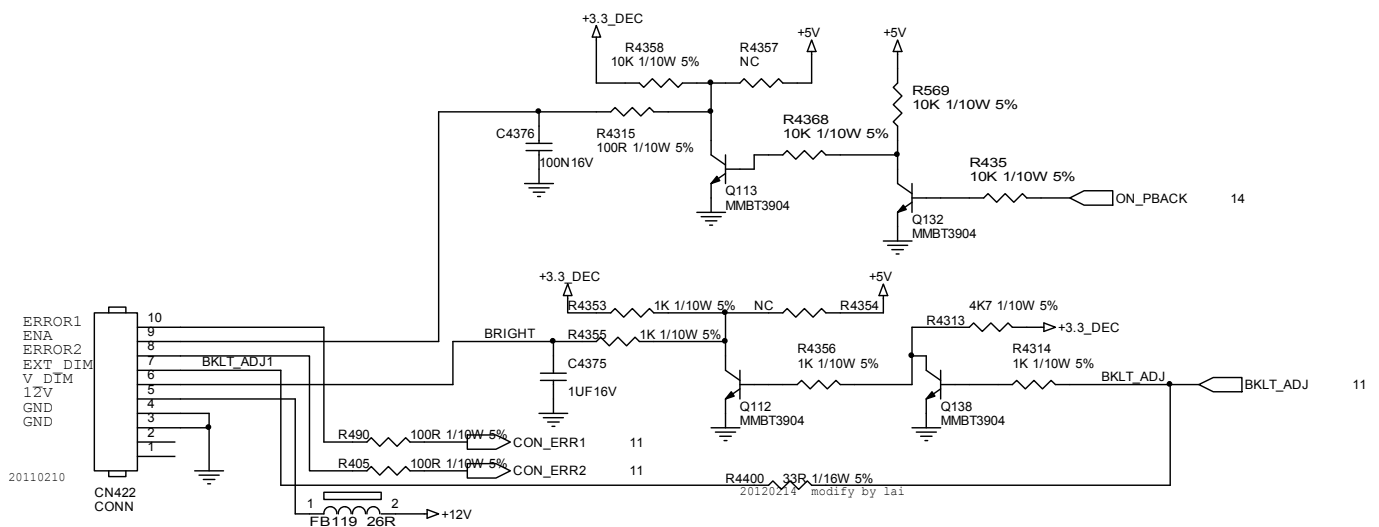 +3.3_DEC
R4358
10K 1/10W 5%
R4357
NC
+5V
+5V
R569
10K 1/10W 5%
C4376
100N16V
R4315
100R 1/10W 5%
R4368
10K 1/10W 5%
R435
10K 1/10W 5%
Q113
MMBT3904
Q132
MMBT3904
ON_PBACK 14
+3.3_DEC
R4353 1K 1/10W 5%
NC R4354
+5V
4K7 1/10W 5%
R4313
+3.3_DEC
BRIGHT
R4355 1K 1/10W 5%
C4375
1UF16V
R4356
1K 1/10W 5%
R4314
1K 1/10W 5%
BKLT_ADJ
BKLT_ADJ 11
Q112
MMBT3904
Q138
MMBT3904
ERROR1 10
ENA 9
ERROR2 8
EXT_DIM 7 BKLT_ADJ1
V_DIM 6
12V 5
GND 4
GND 3
2
1
R490 100R 1/10W 5% CON_ERR1 11
R405 100R 1/10W 5% CON_ERR2 11
R4400 33R 1/16W 5%
20120214 modify by lai
20110210
CN422
CONN
1 2
FB119 26R
+12V